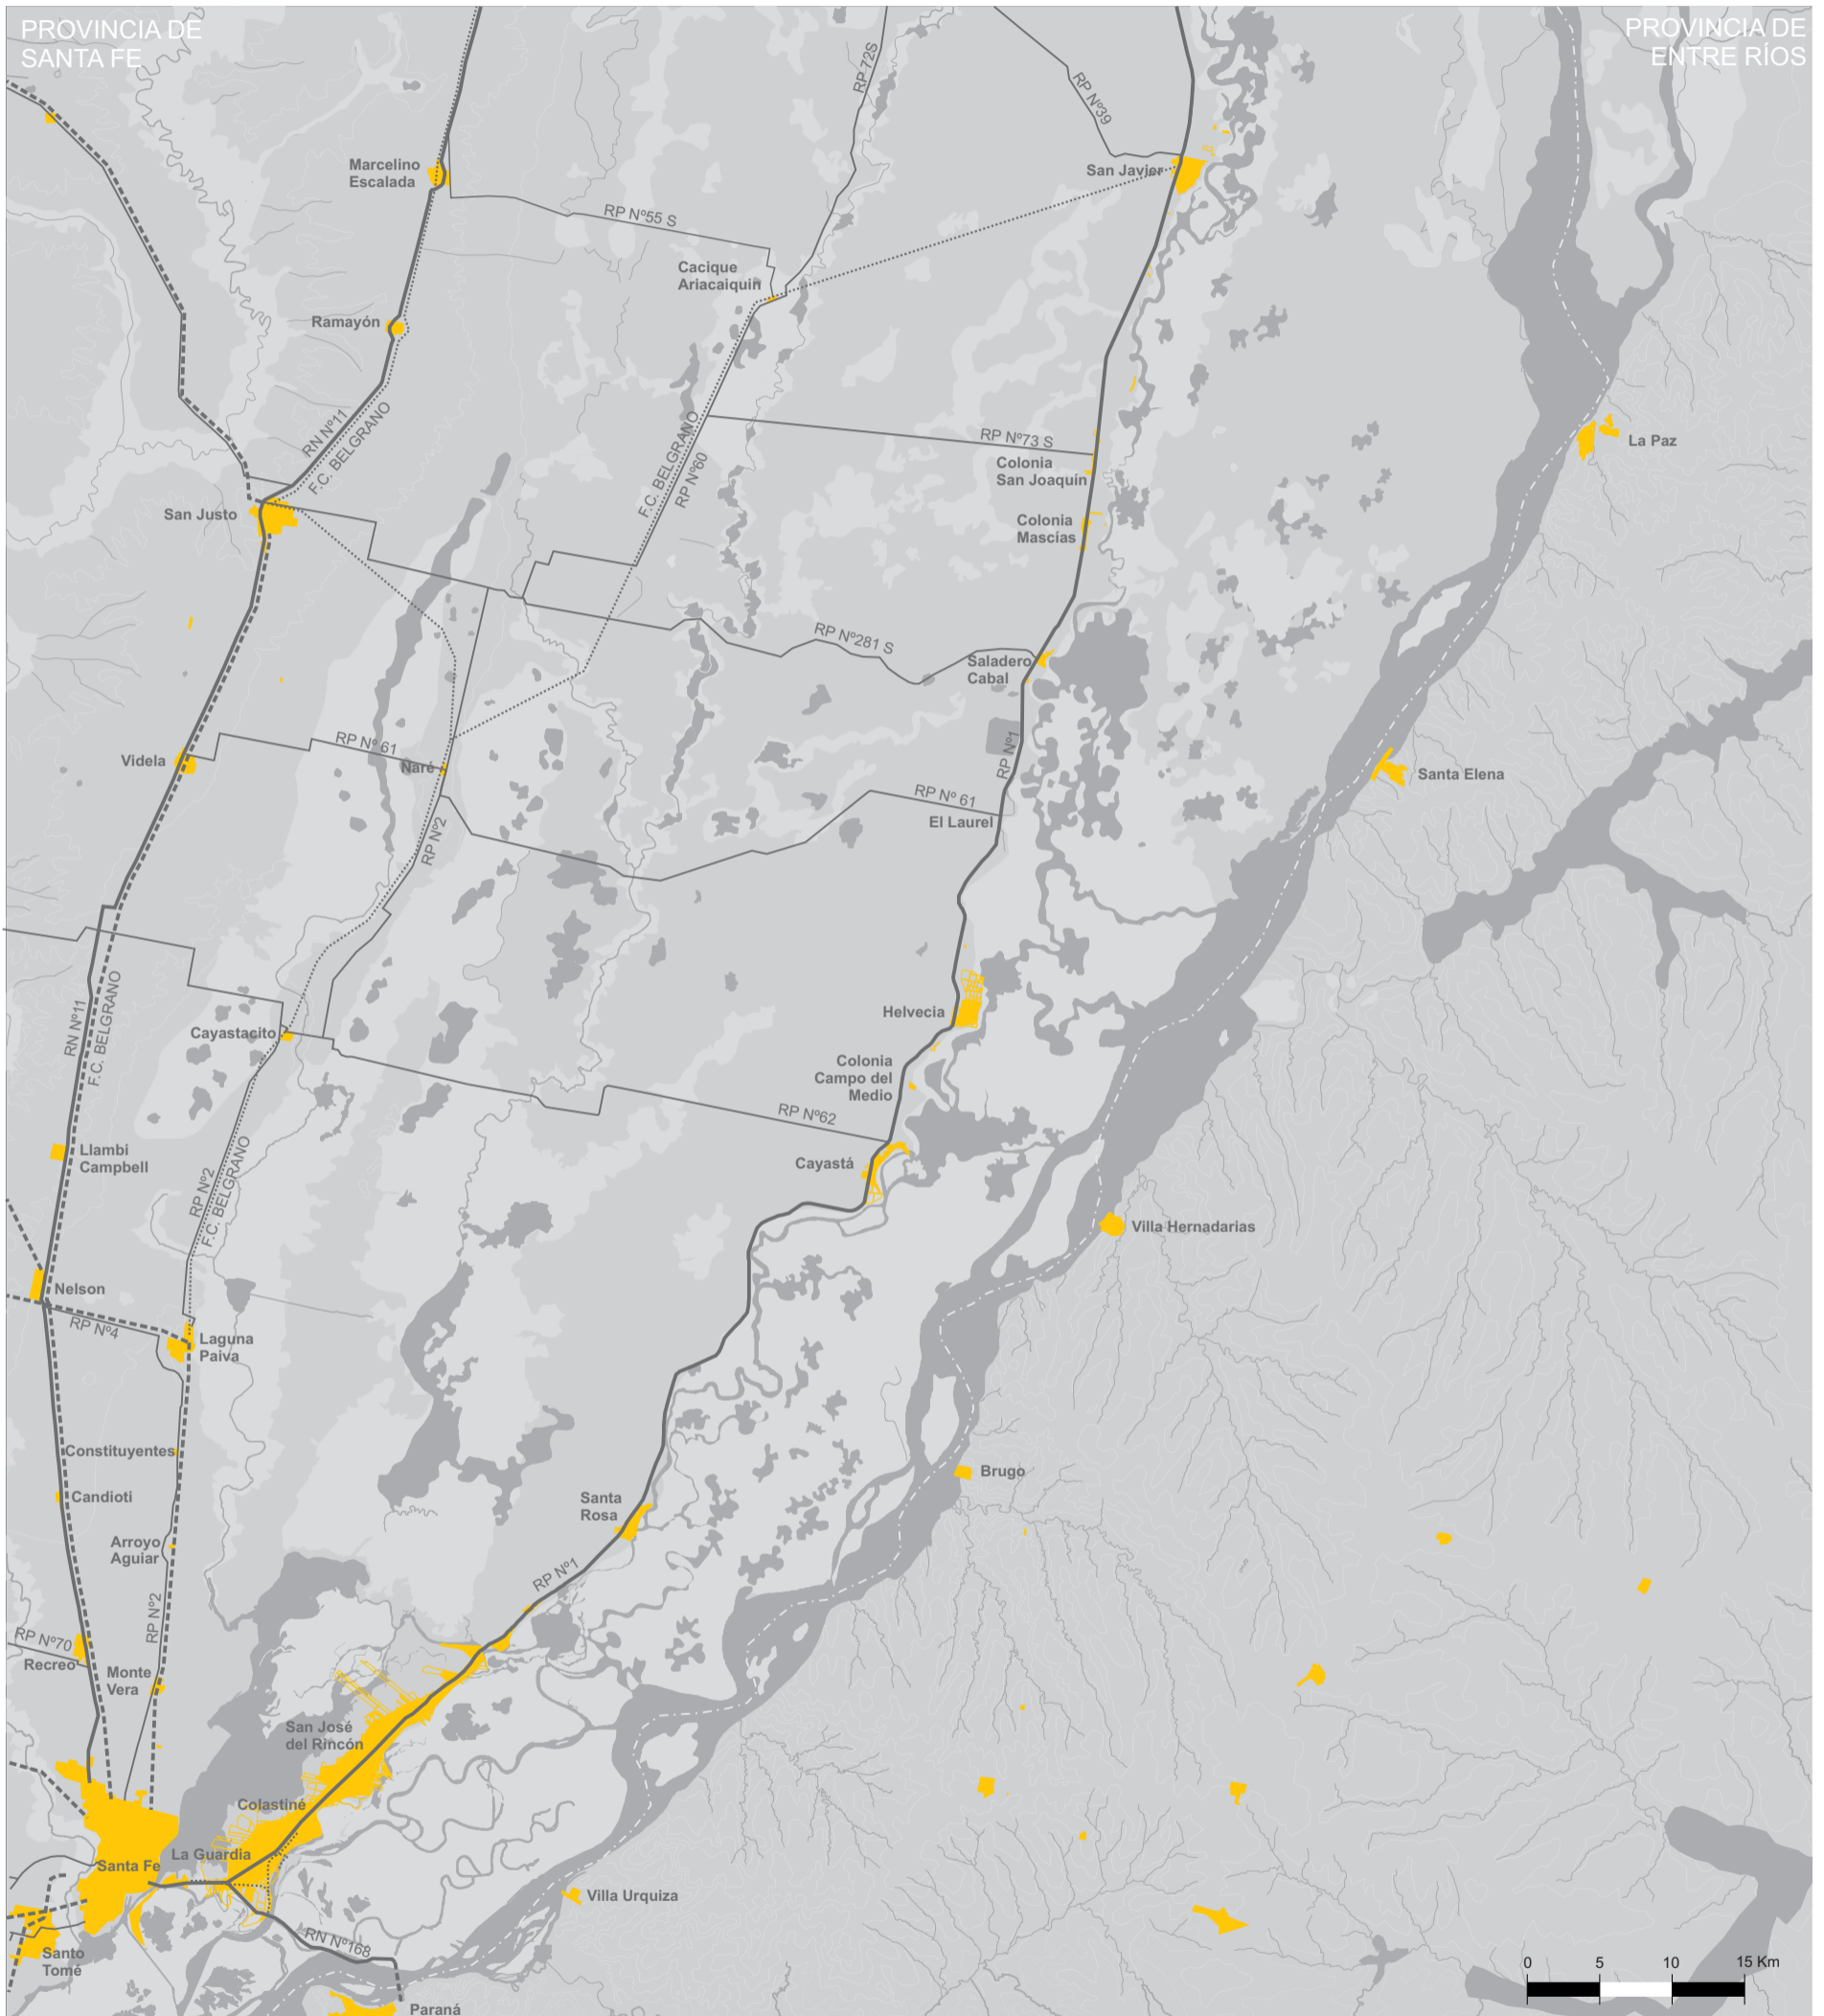 PROVINCIA DE
SANTA FE
PROVINCIA DE
ENTRE RÍOS
RP 72S
RP Nº39
Marcelino
Escalada
San Javier
RP Nº55 S
Cacique
Ariacaiquin
Ramayón
RN Nº11
F.C. BELGRANO
F.C. BELGRANO
RP Nº60
RP Nº73 S
La Paz
Colonia
San Joaquín
San Justo
Colonia
Mascías
RP Nº281 S
Saladero
Cabal
RP Nº1
Videla
RP Nº 61
Naré
Santa Elena
RP Nº 61
El Laurel
RP Nº2
RN Nº11
F.C. BELGRANO
Helvecia
Cayastacito
Colonia
Campo del
Medio
RP Nº62
Llambi
Campbell
Cayastá
RP Nº2
F.C. BELGRANO
Villa Hernadarias
Nelson
RP Nº4
Laguna
Paiva
Constituyentes
Brugo
Candioti
Santa
Rosa
Arroyo
Aguiar
RP Nº1
RP Nº2
RP Nº70
Recreo
Monte
Vera
San José
del Rincón
Colastiné
La Guardia
Santa Fe
Villa Urquiza
RN Nº168
Santo
Tomé
Paraná
0 5 10 15 Km